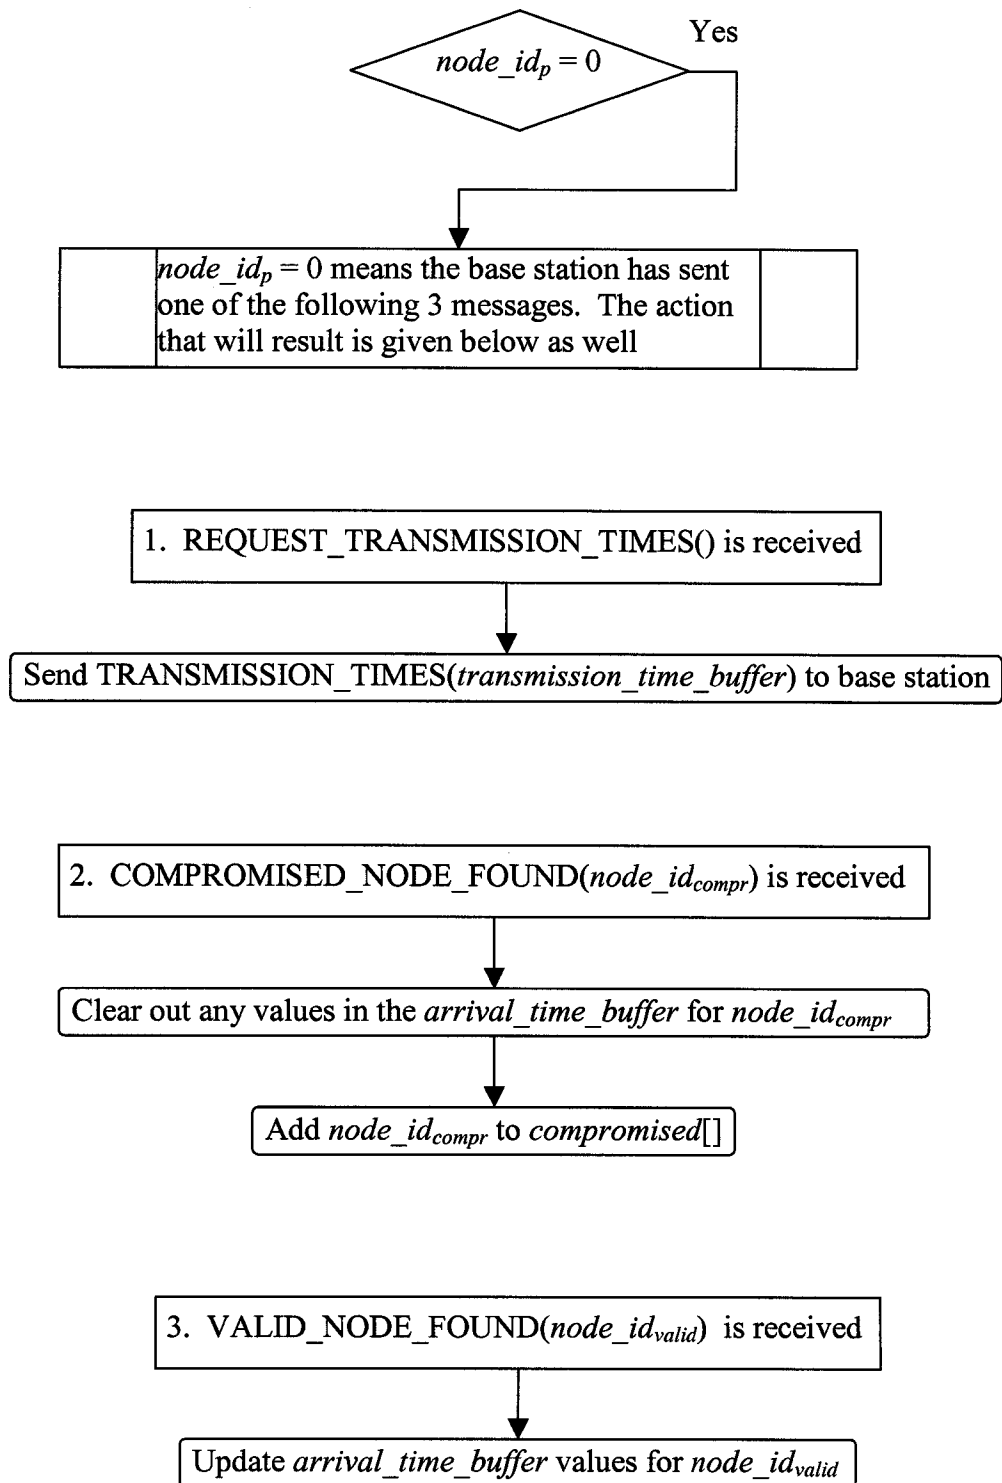 Yes
node_idp = 0
node_idp = 0 means the base station has sent
one of the following 3 messages. The action
that will result is given below as well
1. REQUEST_TRANSMISSION_TIMES() is received
Send TRANSMISSION_TIMES(transmission_time_buffer) to base station
2. COMPROMISED_NODE_FOUND(node_idcompr) is received
Clear out any values in the arrival_time_buffer for node_idcompr
Add node_idcompr to compromised[]
3. VALID_NODE_FOUND(node_idvalid) is received
Update arrival_time_buffer values for node_idvalid